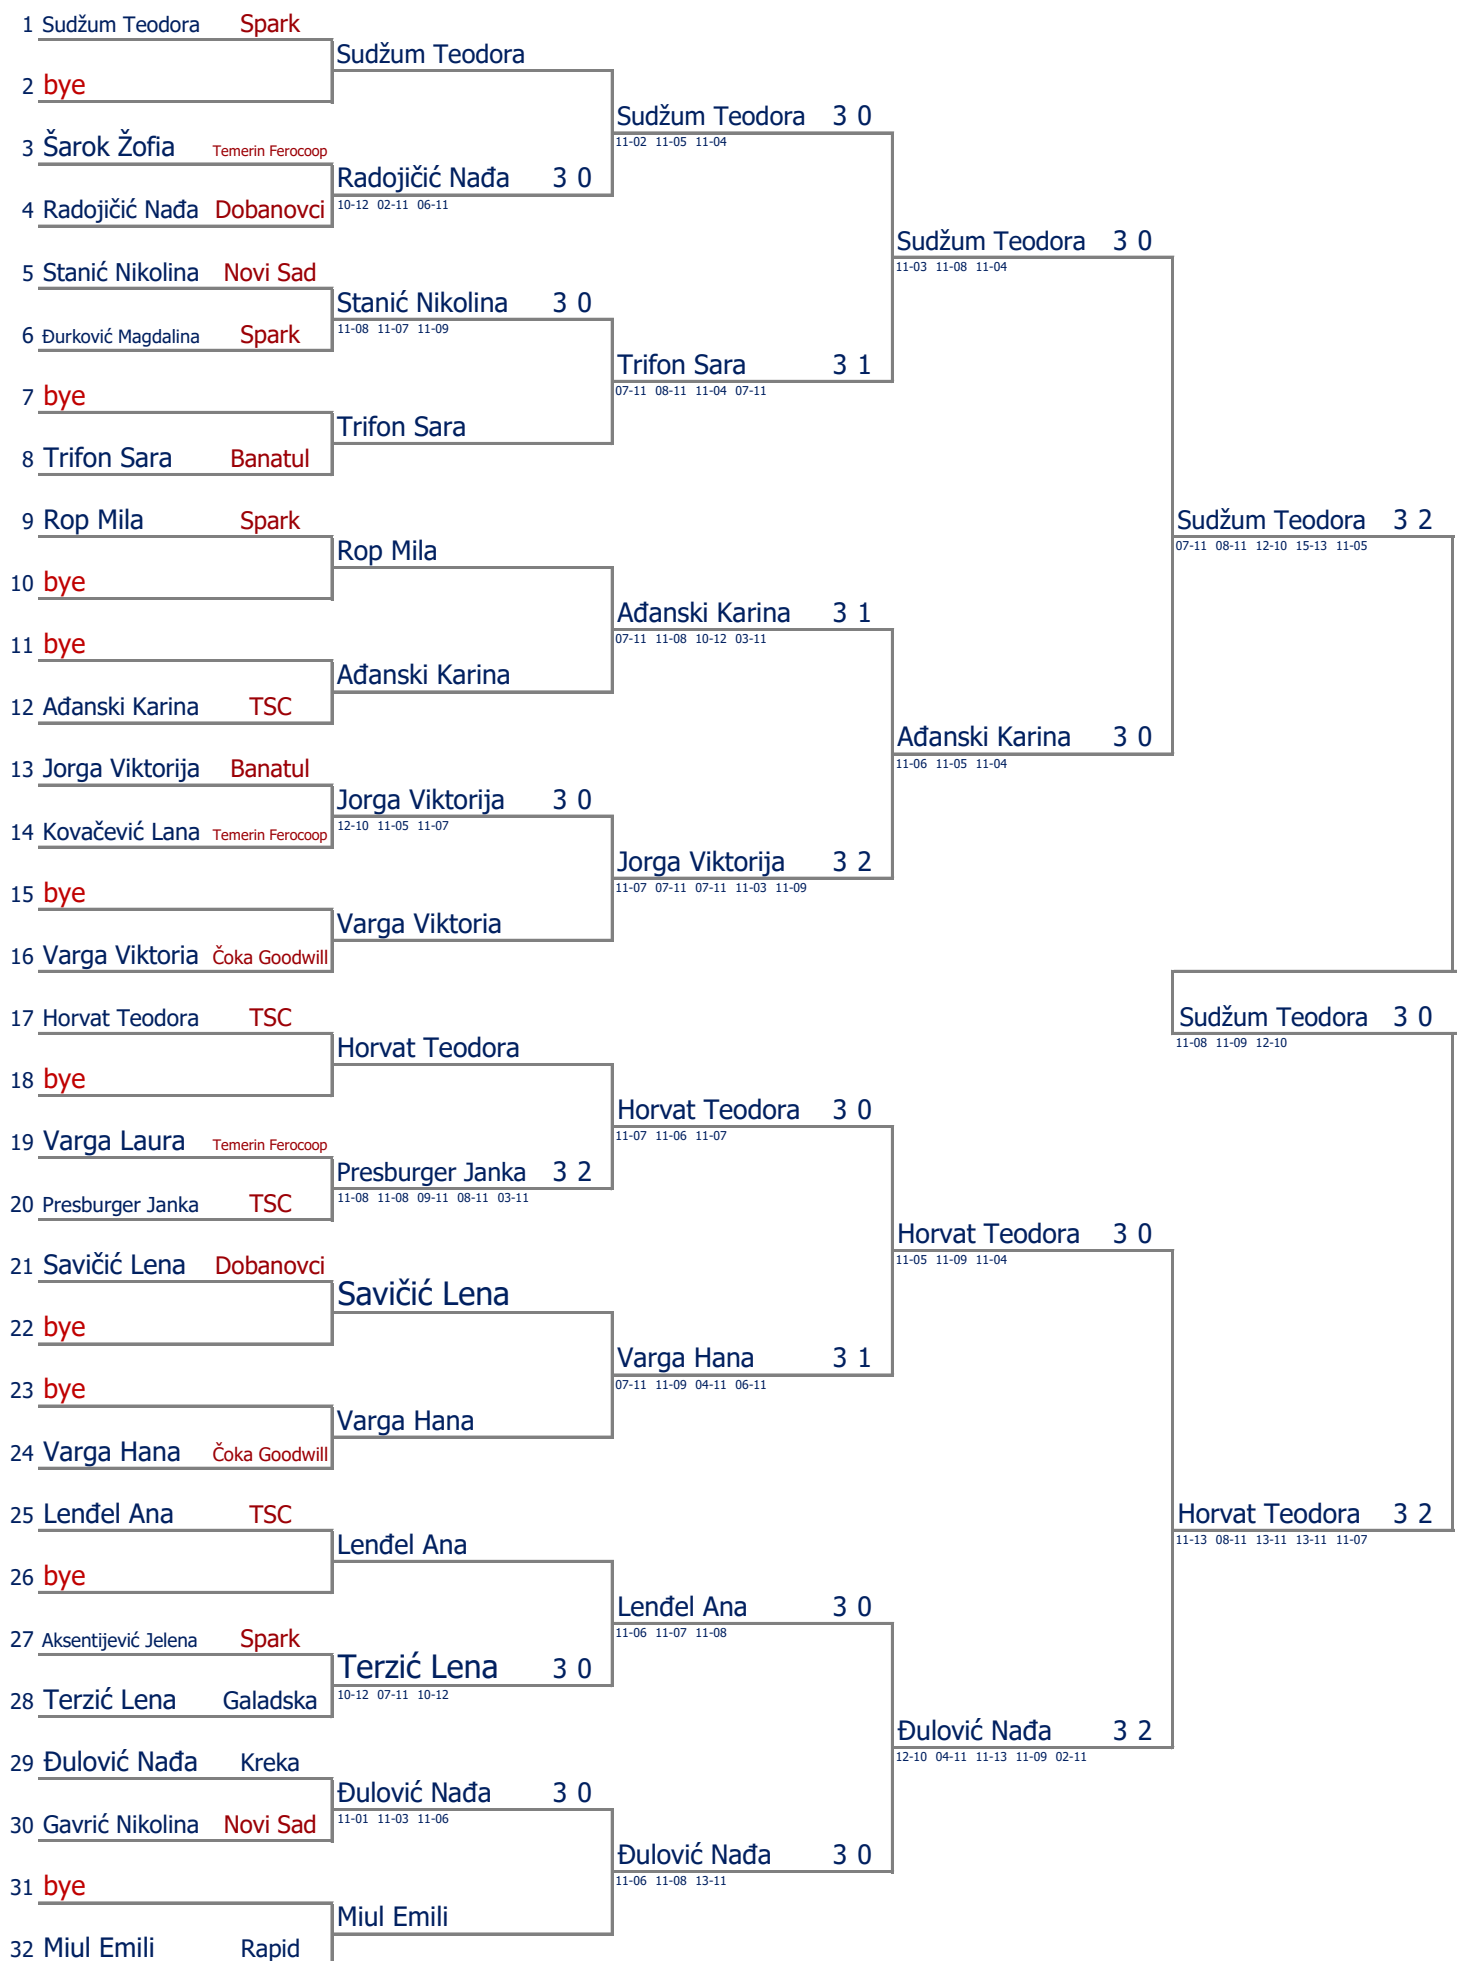 1 Sudžum Teodora Spark
Sudžum Teodora
2 bye
Sudžum Teodora 3 0
11-02 11-05 11-04
3 Šarok Žofia Temerin Ferocoop
Radojičić Nađa 3 0
10-12 02-11 06-11
4 Radojičić Nađa Dobanovci
Sudžum Teodora 3 0
11-03 11-08 11-04
5 Stanić Nikolina Novi Sad
Stanić Nikolina 3 0
11-08 11-07 11-09
6 Đurković Magdalina Spark
Trifon Sara 3 1
07-11 08-11 11-04 07-11
7 bye
Trifon Sara
8 Trifon Sara Banatul
9 Rop Mila Spark
Sudžum Teodora 3 2
07-11 08-11 12-10 15-13 11-05
Rop Mila
10 bye
Ađanski Karina 3 1
07-11 11-08 10-12 03-11
11 bye
Ađanski Karina
12 Ađanski Karina TSC
Ađanski Karina 3 0
11-06 11-05 11-04
13 Jorga Viktorija Banatul
Jorga Viktorija 3 0
12-10 11-05 11-07
14 Kovačević Lana Temerin Ferocoop
Jorga Viktorija 3 2
11-07 07-11 07-11 11-03 11-09
15 bye
Varga Viktoria
16 Varga Viktoria Čoka Goodwill
17 Horvat Teodora TSC
Sudžum Teodora 3 0
11-08 11-09 12-10
Horvat Teodora
18 bye
Horvat Teodora 3 0
11-07 11-06 11-07
19 Varga Laura Temerin Ferocoop
Presburger Janka 3 2
11-08 11-08 09-11 08-11 03-11
20 Presburger Janka TSC
Horvat Teodora 3 0
11-05 11-09 11-04
21 Savičić Lena Dobanovci
Savičić Lena
22 bye
Varga Hana 3 1
07-11 11-09 04-11 06-11
23 bye
Varga Hana
24 Varga Hana Čoka Goodwill
25 Lenđel Ana TSC
Horvat Teodora 3 2
11-13 08-11 13-11 13-11 11-07
Lenđel Ana
26 bye
Lenđel Ana 3 0
11-06 11-07 11-08
27 Aksentijević Jelena Spark
Terzić Lena 3 0
10-12 07-11 10-12
28 Terzić Lena Galadska
Đulović Nađa 3 2
12-10 04-11 11-13 11-09 02-11
29 Đulović Nađa Kreka
Đulović Nađa 3 0
11-01 11-03 11-06
30 Gavrić Nikolina Novi Sad
Đulović Nađa 3 0
11-06 11-08 13-11
31 bye
Miul Emili
32 Miul Emili Rapid